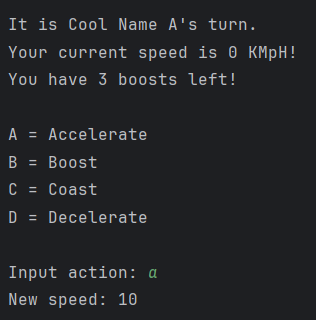 It is Cool Name A's turn.
Your current speed is 0 KMpH!
You have 3 boosts left!
A = Accelerate
B = Boost
C = Coast
D = Decelerate
Input action: a
New speed: 10